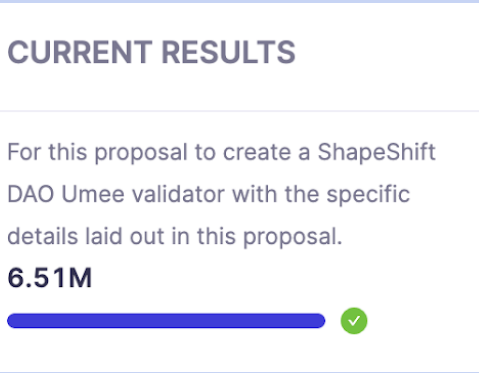 CURRENT RESULTS
For this proposal to create a ShapeShift
DAO Umee validator with the specific
details laid out in this proposal.
6.51M